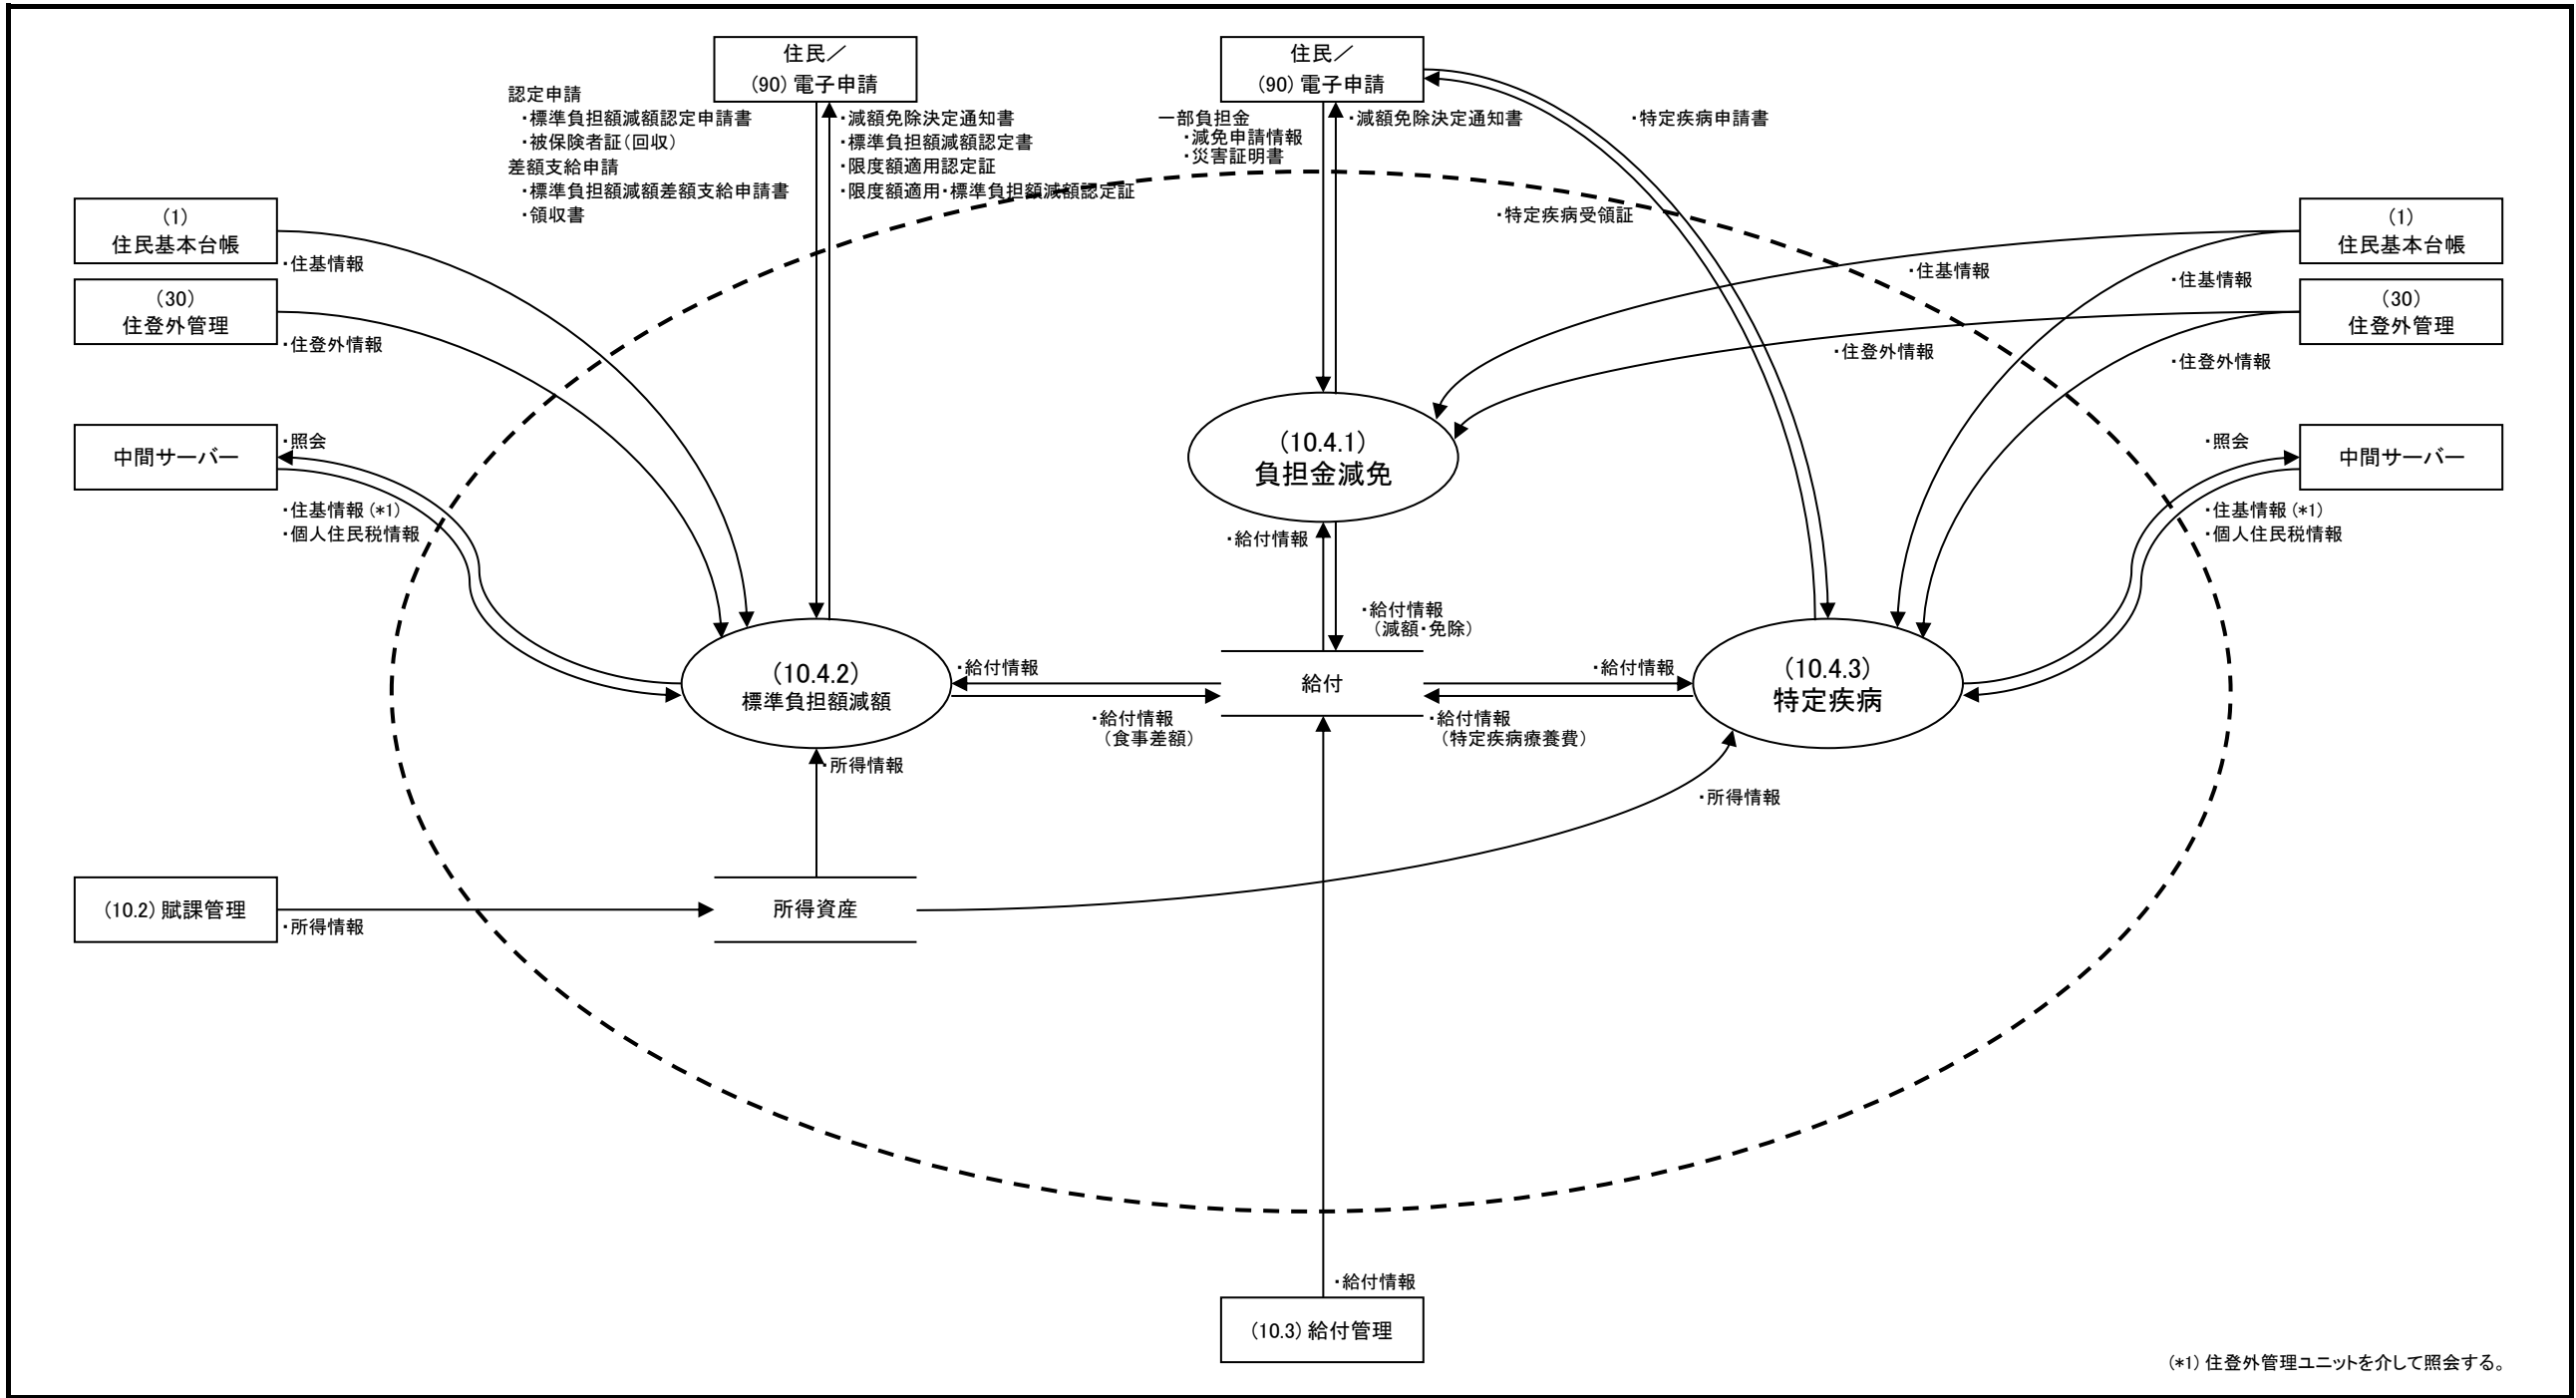 住民／
(90) 電子申請
住民／
(90) 電子申請
認定申請
・標準負担額減額認定申請書
・被保険者証(回収)
差額支給申請
・標準負担額減額差額支給申請書
・領収書
・減額免除決定通知書
・標準負担額減額認定書
・限度額適用認定証
・限度額適用・標準負担額減額認定証
一部負担金
・減免申請情報
・災害証明書
・減額免除決定通知書
・特定疾病申請書
・特定疾病受領証
(1)
住民基本台帳
・住基情報
(30)
住登外管理
・住登外情報
中間サーバー
・照会
・住基情報 (*1)
・個人住民税情報
(1)
住民基本台帳
・住基情報
・住基情報
(30)
住登外管理
・住登外情報
・住登外情報
中間サーバー
・照会
・住基情報 (*1)
・個人住民税情報
(10.4.1)
負担金減免
・給付情報
・給付情報
(減額・免除)
(10.4.2)
標準負担額減額
・給付情報
・給付情報
(食事差額)
給付
・給付情報
・給付情報
(特定疾病療養費)
(10.4.3)
特定疾病
・所得情報
・所得情報
(10.2) 賦課管理
・所得情報
所得資産
・給付情報
(10.3) 給付管理
(*1) 住登外管理ユニットを介して照会する。